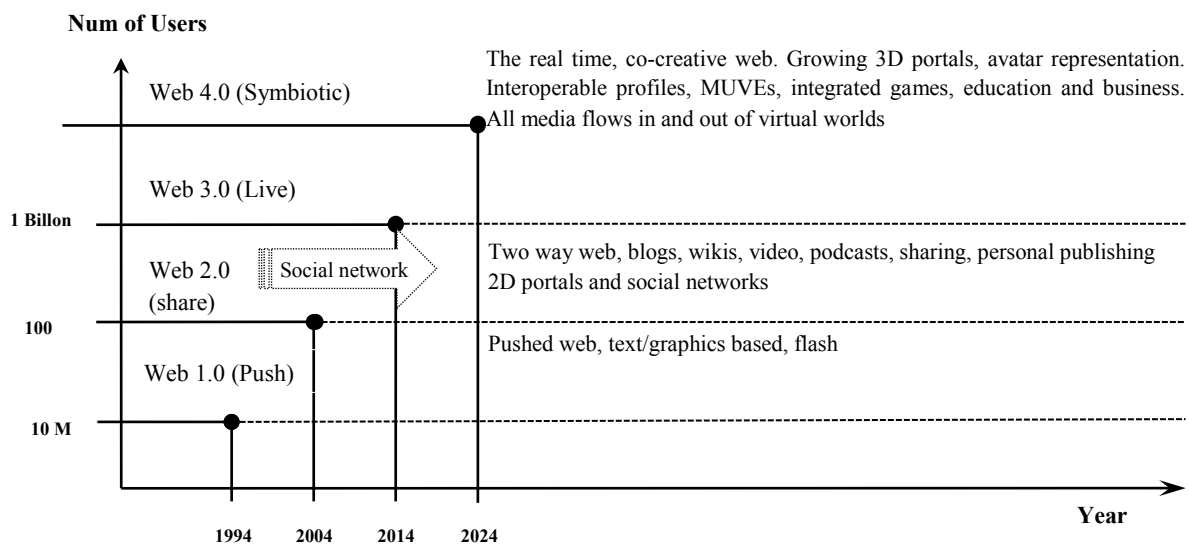 Num of Users
The real time, co-creative web. Growing 3D portals, avatar representation.
Interoperable profiles, MUVEs, integrated games, education and business.
All media flows in and out of virtual worlds
Web 4.0 (Symbiotic)
Web 3.0 (Live)
1 Billon
Two way web, blogs, wikis, video, podcasts, sharing, personal publishing
2D portals and social networks
Social network
Web 2.0
(share)
100
Pushed web, text/graphics based, flash
Web 1.0 (Push)
10 M
Year
1994 2004 2014 2024